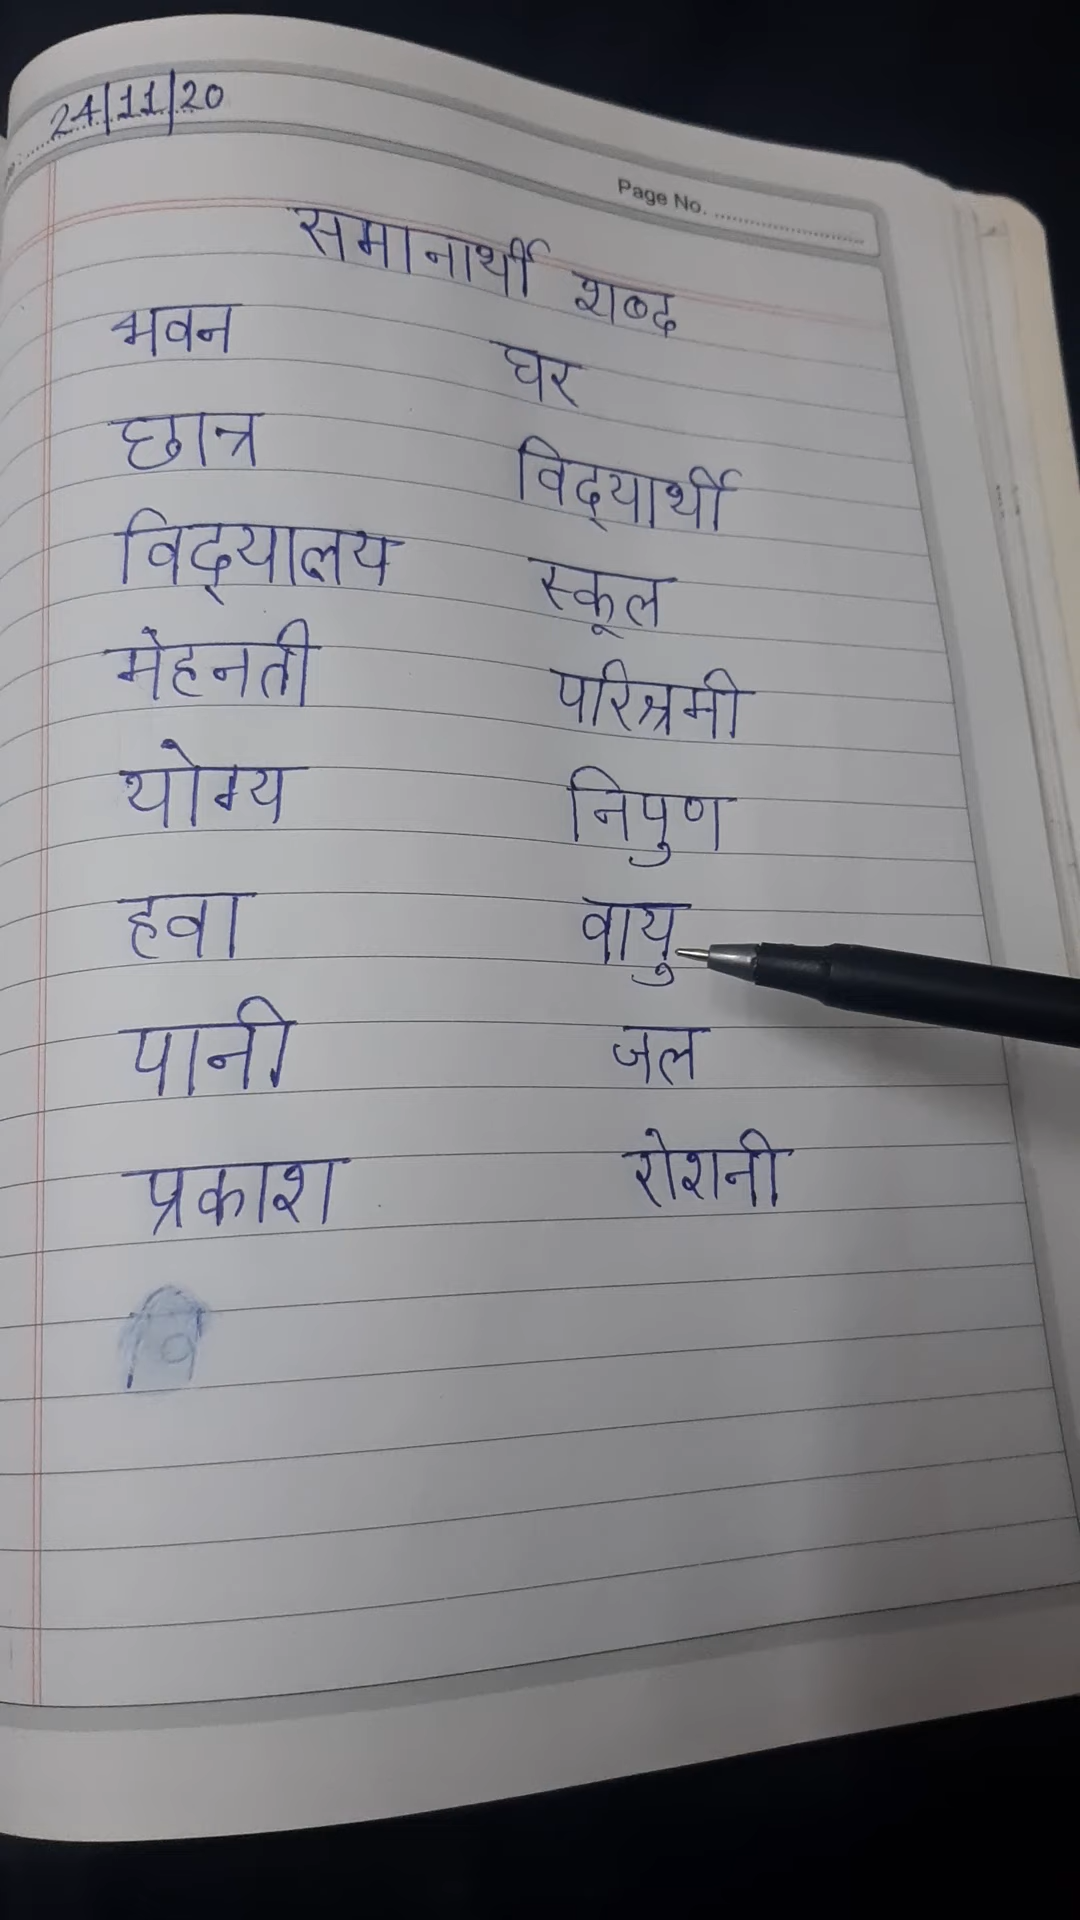 24/11/20
Page No.
समानार्थी शब्द
भवन घर
छात्र विद्‌यार्थी
विद्‌यालय स्कूल
मेहनती परिश्रमी
योग्य निपुण
हवा वायु
पानी जल
प्रकाश रोशनी
वि